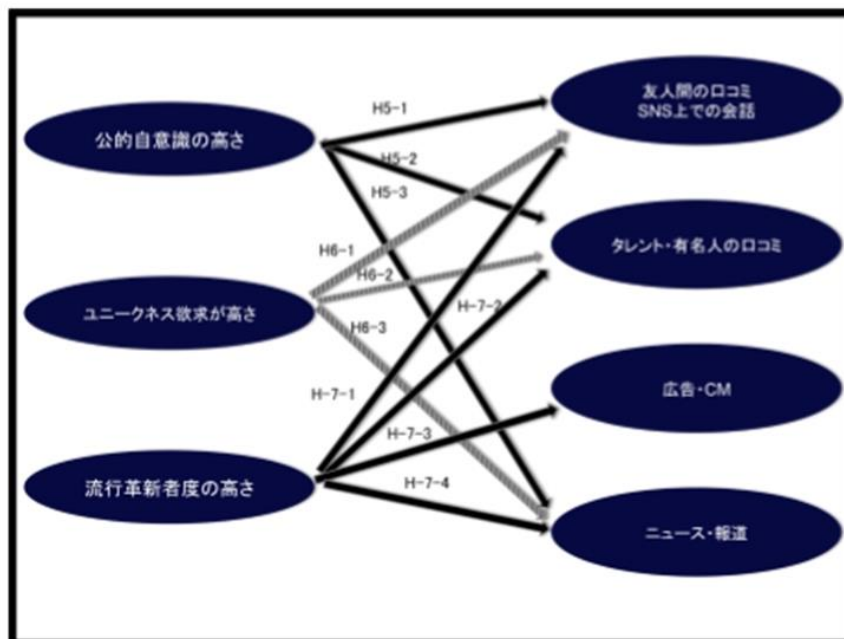 公的自意識の高さ
ユニークネス欲求が高さ
流行革新者度の高さ
H5-1
H5-2
H5-3
H6-1
H6-2
H6-3
H-7-1
H-7-2
H-7-3
H-7-4
友人間の口コミ
SNS上での会話
タレント・有名人の口コミ
広告・CM
ニュース・報道